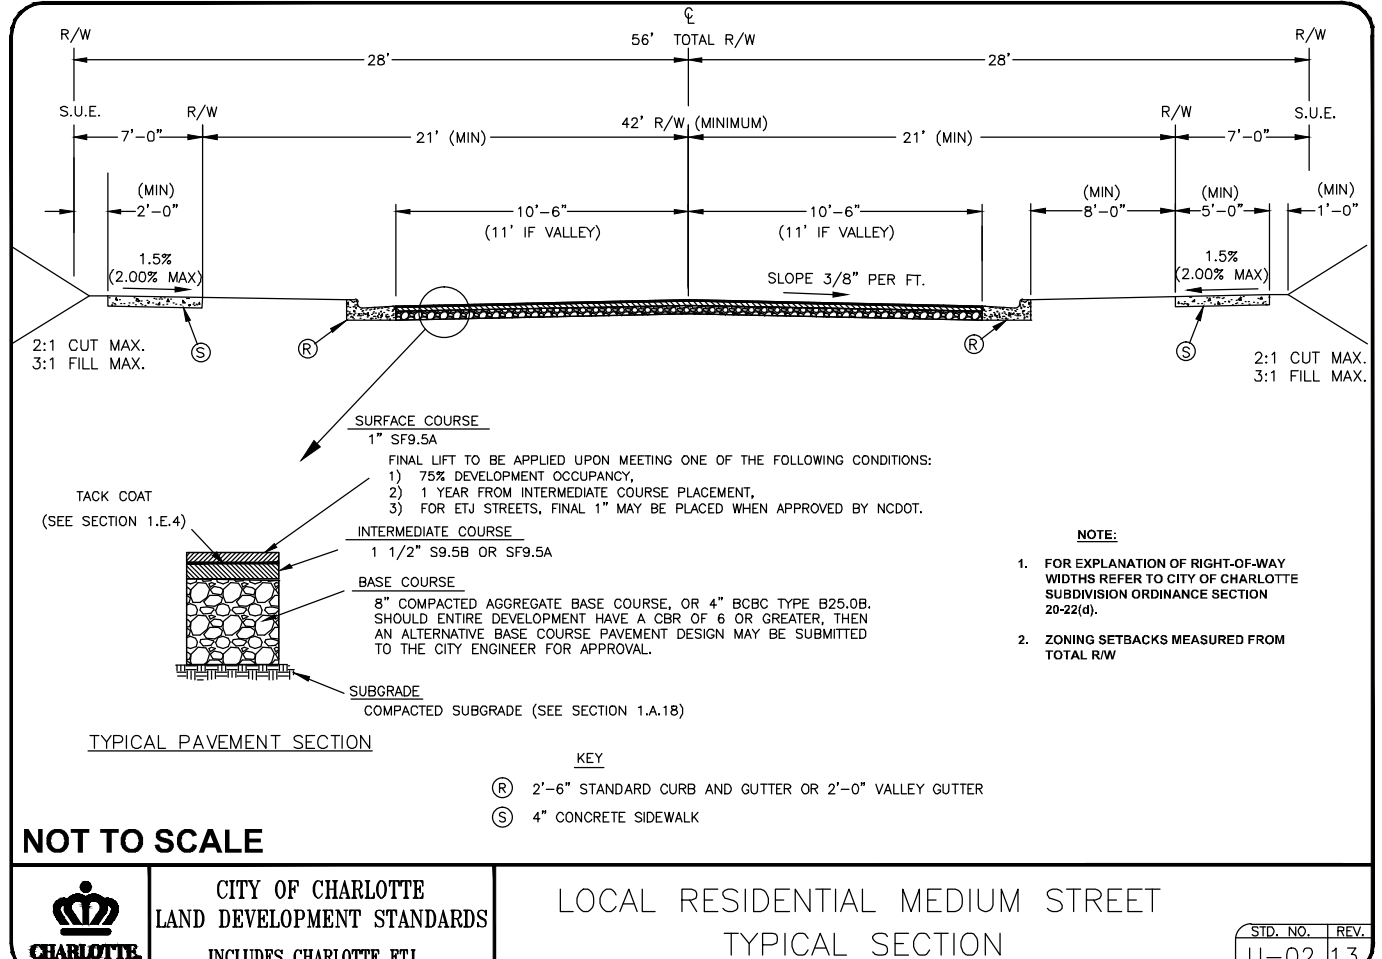 ℄
R/W
56' TOTAL R/W
R/W
28'
28'
S.U.E.
R/W
42' R/W (MINIMUM)
R/W
S.U.E.
7'-0"
21' (MIN)
21' (MIN)
7'-0"
(MIN)
2'-0"
10'-6"
(11' IF VALLEY)
10'-6"
(11' IF VALLEY)
(MIN)
8'-0"
(MIN)
5'-0"
(MIN)
1'-0"
1.5%
(2.00% MAX)
SLOPE 3/8" PER FT.
1.5%
(2.00% MAX)
S
R
R
S
2:1 CUT MAX.
3:1 FILL MAX.
2:1 CUT MAX.
3:1 FILL MAX.
SURFACE COURSE
1" SF9.5A
FINAL LIFT TO BE APPLIED UPON MEETING ONE OF THE FOLLOWING CONDITIONS:
1) 75% DEVELOPMENT OCCUPANCY,
2) 1 YEAR FROM INTERMEDIATE COURSE PLACEMENT,
3) FOR ETJ STREETS, FINAL 1" MAY BE PLACED WHEN APPROVED BY NCDOT.
TACK COAT
(SEE SECTION 1.E.4)
INTERMEDIATE COURSE
1 1/2" S9.5B OR SF9.5A
BASE COURSE
8" COMPACTED AGGREGATE BASE COURSE, OR 4" BCBC TYPE B25.0B.
SHOULD ENTIRE DEVELOPMENT HAVE A CBR OF 6 OR GREATER, THEN
AN ALTERNATIVE BASE COURSE PAVEMENT DESIGN MAY BE SUBMITTED
TO THE CITY ENGINEER FOR APPROVAL.
SUBGRADE
COMPACTED SUBGRADE (SEE SECTION 1.A.18)
TYPICAL PAVEMENT SECTION
NOTE:
1. FOR EXPLANATION OF RIGHT-OF-WAY
WIDTHS REFER TO CITY OF CHARLOTTE
SUBDIVISION ORDINANCE SECTION
20-22(d).
2. ZONING SETBACKS MEASURED FROM
TOTAL R/W
KEY
R 2'-6" STANDARD CURB AND GUTTER OR 2'-0" VALLEY GUTTER
S 4" CONCRETE SIDEWALK
NOT TO SCALE
CHARLOTTE
CITY OF CHARLOTTE
LAND DEVELOPMENT STANDARDS
INCLUDES CHARLOTTE ETJ
LOCAL RESIDENTIAL MEDIUM STREET
TYPICAL SECTION
STD. NO. REV.
U-02 13